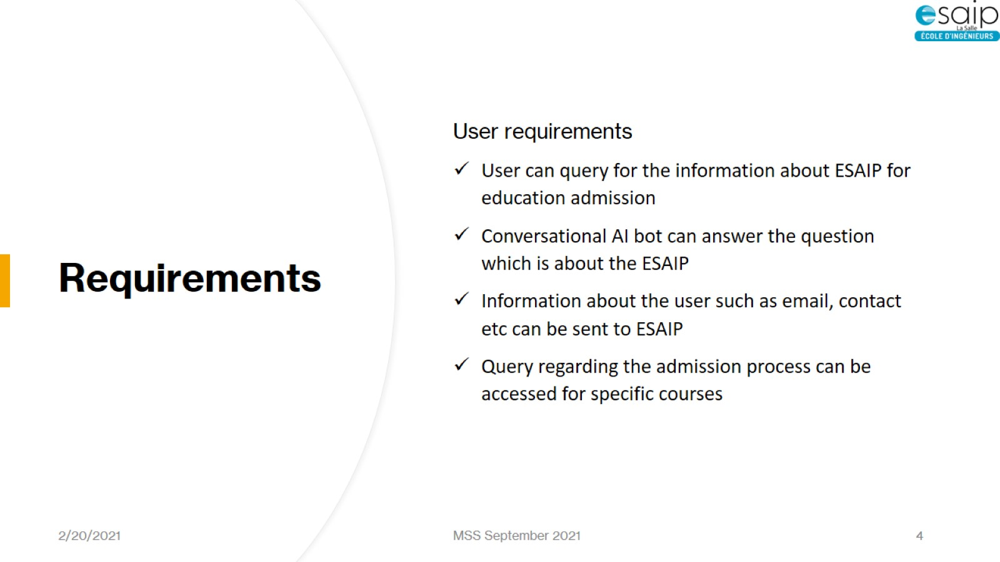 esaip
La Salle
ÉCOLE D'INGÉNIEURS
Requirements
User requirements
✓ User can query for the information about ESAIP for
education admission
✓ Conversational AI bot can answer the question
which is about the ESAIP
✓ Information about the user such as email, contact
etc can be sent to ESAIP
✓ Query regarding the admission process can be
accessed for specific courses
2/20/2021
MSS September 2021
4